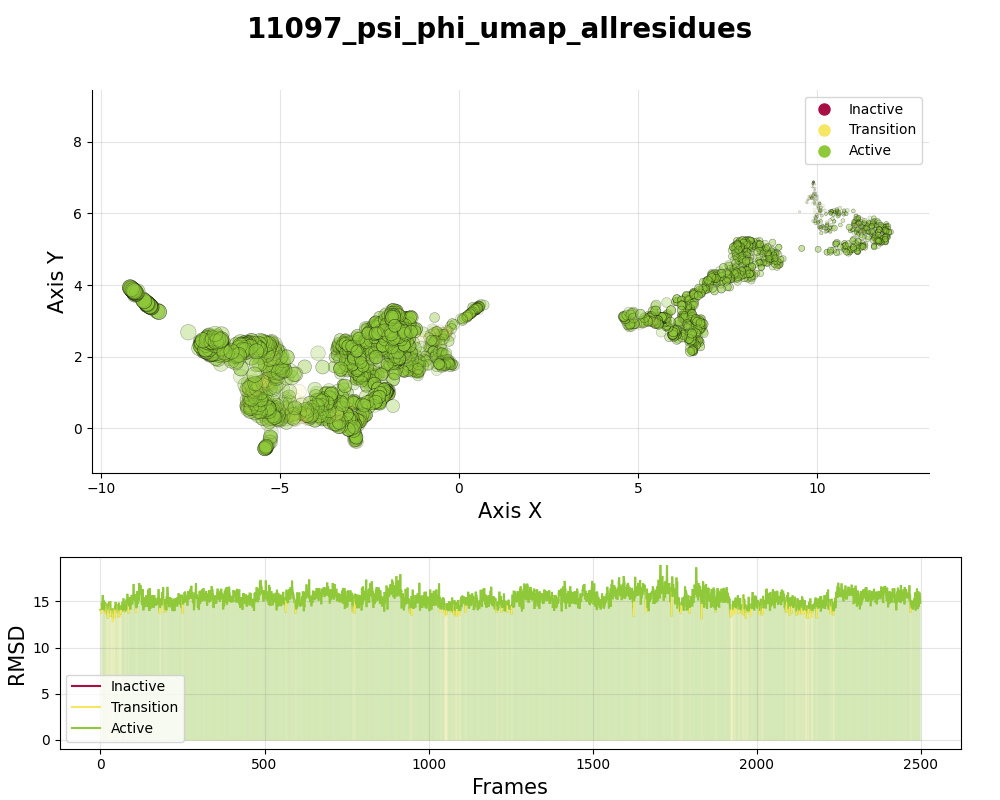 11097_psi_phi_umap_allresidues
Inactive
Transition
Active
8
6
4
2
0
Axis Y
−10
−5
0
5
10
Axis X
15
10
5
0
RMSD
Inactive
Transition
Active
0
500
1000
1500
2000
2500
Frames